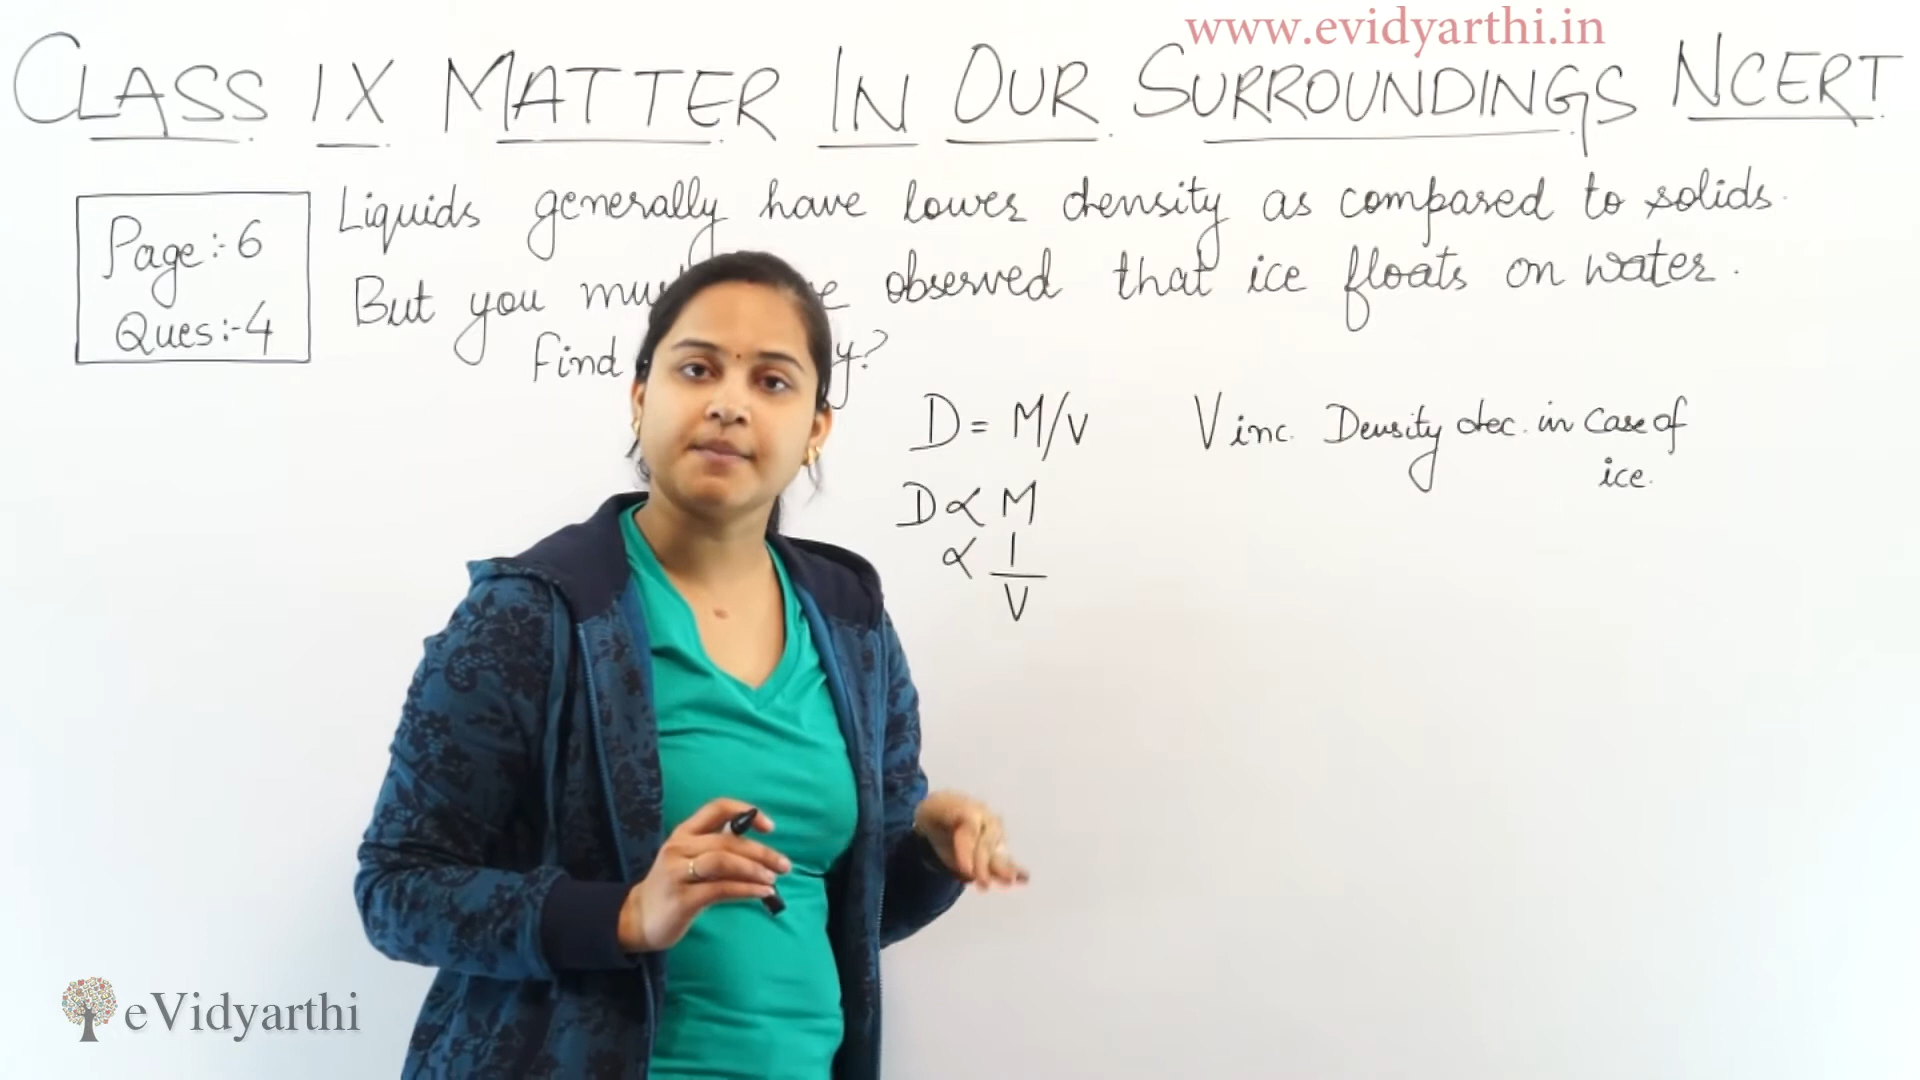 www.evidyarthi.in
CLASS IX MATTER IN OUR SURROUNDINGS NCERT
Page:-6
Ques:-4
Liquids generally have lower density as compared to solids.
But you observed that ice floats on water.
Find
D = M/V
V inc. Density dec. in case of
ice.
D ∝ M
∝ 1/V
eVidyarthi